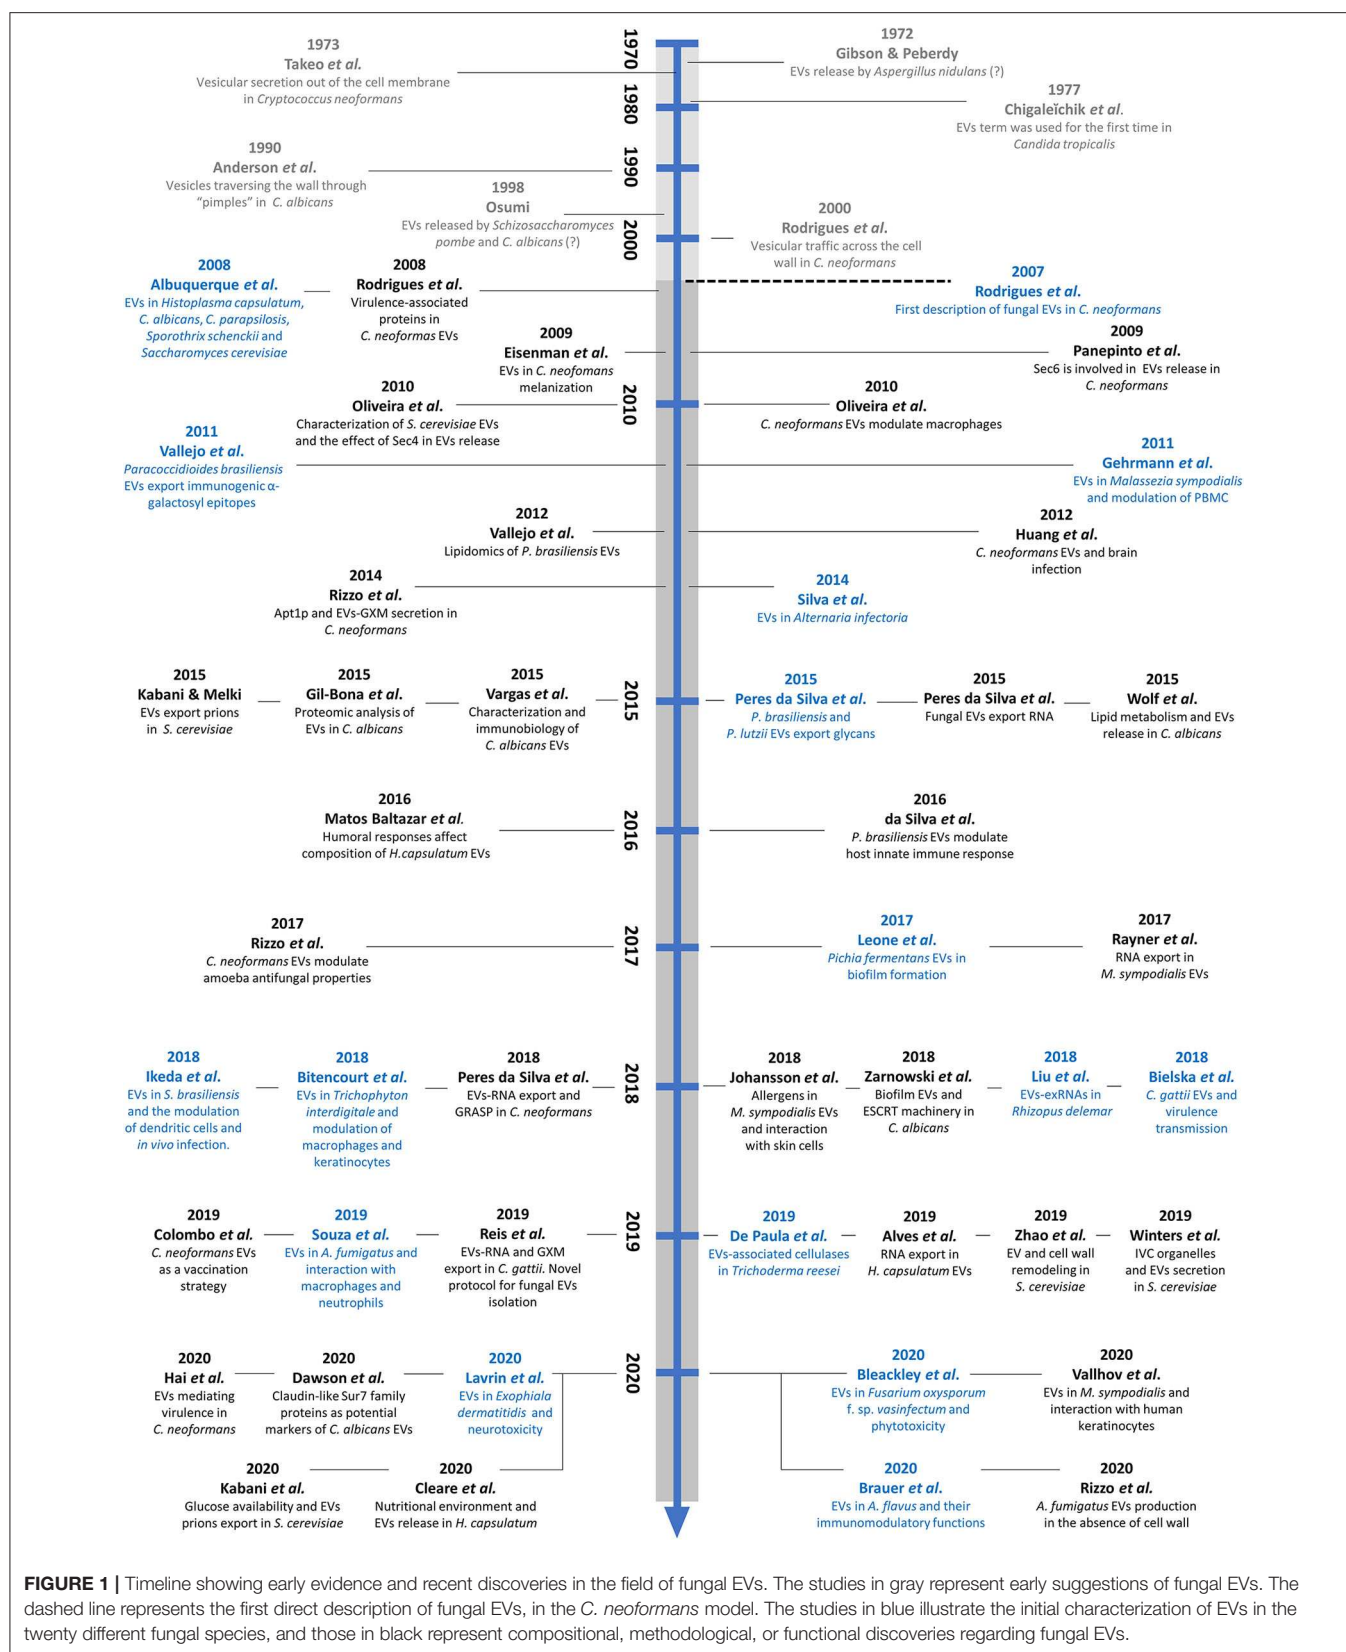 1973
Takeo et al.
Vesicular secretion out of the cell membrane
in Cryptococcus neoformans
1970
1972
Gibson & Peberdy
EVs release by Aspergillus nidulans (?)
1980
1977
Chigaleïchik et al.
EVs term was used for the first time in
Candida tropicalis
1990
Anderson et al.
Vesicles traversing the wall through
“pimples” in C. albicans
1990
1998
Osumi
EVs released by Schizosaccharomyces
pombe and C. albicans (?)
2000
2000
Rodrigues et al.
Vesicular traffic across the cell
wall in C. neoformans
2008
Albuquerque et al.
EVs in Histoplasma capsulatum,
C. albicans, C. parapsilosis,
Sporothrix schenckii and
Saccharomyces cerevisiae
2008
Rodrigues et al.
Virulence-associated
proteins in
C. neoformas EVs
2007
Rodrigues et al.
First description of fungal EVs in C. neoformans
2009
Eisenman et al.
EVs in C. neofomans
melanization
2009
Panepinto et al.
Sec6 is involved in EVs release in
C. neoformans
2010
Oliveira et al.
Characterization of S. cerevisiae EVs
and the effect of Sec4 in EVs release
2010
2010
Oliveira et al.
C. neoformans EVs modulate macrophages
2011
Vallejo et al.
Paracoccidioides brasiliensis
EVs export immunogenic α-
galactosyl epitopes
2011
Gehrmann et al.
EVs in Malassezia sympodialis
and modulation of PBMC
2012
Vallejo et al.
Lipidomics of P. brasiliensis EVs
2012
Huang et al.
C. neoformans EVs and brain
infection
2014
Rizzo et al.
Apt1p and EVs-GXM secretion in
C. neoformans
2014
Silva et al.
EVs in Alternaria infectoria
2015
Kabani & Melki
EVs export prions
in S. cerevisiae
2015
Gil-Bona et al.
Proteomic analysis of
EVs in C. albicans
2015
Vargas et al.
Characterization and
immunobiology of
C. albicans EVs
2015
2015
Peres da Silva et al.
P. brasiliensis and
P. lutzii EVs export glycans
2015
Peres da Silva et al.
Fungal EVs export RNA
2015
Wolf et al.
Lipid metabolism and EVs
release in C. albicans
2016
Matos Baltazar et al.
Humoral responses affect
composition of H.capsulatum EVs
2016
2016
da Silva et al.
P. brasiliensis EVs modulate
host innate immune response
2017
Rizzo et al.
C. neoformans EVs modulate
amoeba antifungal properties
2017
2017
Leone et al.
Pichia fermentans EVs in
biofilm formation
2017
Rayner et al.
RNA export in
M. sympodialis EVs
2018
Ikeda et al.
EVs in S. brasiliensis
and the modulation
of dendritic cells and
in vivo infection.
2018
Bitencourt et al.
EVs in Trichophyton
interdigitale and
modulation of
macrophages and
keratinocytes
2018
Peres da Silva et al.
EVs-RNA export and
GRASP in C. neoformans
2018
2018
Johansson et al.
Allergens in
M. sympodialis EVs
and interaction
with skin cells
2018
Zarnowski et al.
Biofilm EVs and
ESCRT machinery in
C. albicans
2018
Liu et al.
EVs-exRNAs in
Rhizopus delemar
2018
Bielska et al.
C. gattii EVs and
virulence
transmission
2019
Colombo et al.
C. neoformans EVs
as a vaccination
strategy
2019
Souza et al.
EVs in A. fumigatus and
interaction with
macrophages and
neutrophils
2019
Reis et al.
EVs-RNA and GXM
export in C. gattii. Novel
protocol for fungal EVs
isolation
2019
2019
De Paula et al.
EVs-associated cellulases
in Trichoderma reesei
2019
Alves et al.
RNA export in
H. capsulatum EVs
2019
Zhao et al.
EV and cell wall
remodeling in
S. cerevisiae
2019
Winters et al.
IVC organelles
and EVs secretion
in S. cerevisiae
2020
Hai et al.
EVs mediating
virulence in
C. neoformans
2020
Dawson et al.
Claudin-like Sur7 family
proteins as potential
markers of C. albicans EVs
2020
Lavrin et al.
EVs in Exophiala
dermatitidis and
neurotoxicity
2020
2020
Bleackley et al.
EVs in Fusarium oxysporum
f. sp. vasinfectum and
phytotoxicity
2020
Vallhov et al.
EVs in M. sympodialis and
interaction with human
keratinocytes
2020
Kabani et al.
Glucose availability and EVs
prions export in S. cerevisiae
2020
Cleare et al.
Nutritional environment and
EVs release in H. capsulatum
2020
Brauer et al.
EVs in A. flavus and their
immunomodulatory functions
2020
Rizzo et al.
A. fumigatus EVs production
in the absence of cell wall
FIGURE 1 | Timeline showing early evidence and recent discoveries in the field of fungal EVs. The studies in gray represent early suggestions of fungal EVs. The
dashed line represents the first direct description of fungal EVs, in the C. neoformans model. The studies in blue illustrate the initial characterization of EVs in the
twenty different fungal species, and those in black represent compositional, methodological, or functional discoveries regarding fungal EVs.